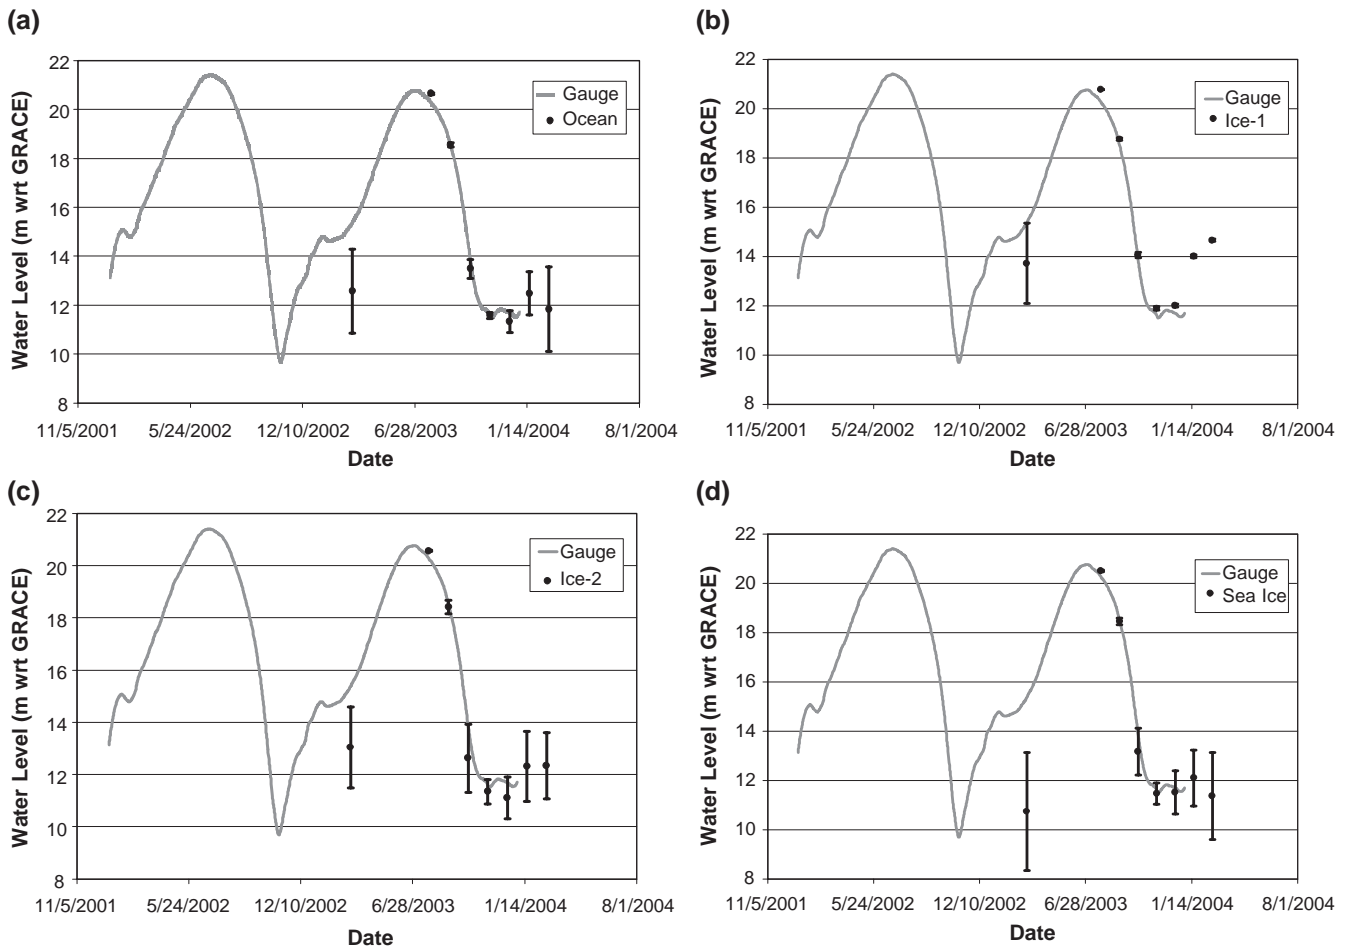 (a)
Water Level (m wrt GRACE)
22
20
18
16
14
12
10
8
Gauge
Ocean
11/5/2001 5/24/2002 12/10/2002 6/28/2003 1/14/2004 8/1/2004
Date
(b)
Water Level (m wrt GRACE)
22
20
18
16
14
12
10
8
Gauge
Ice-1
11/5/2001 5/24/2002 12/10/2002 6/28/2003 1/14/2004 8/1/2004
Date
(c)
Water Level (m wrt GRACE)
22
20
18
16
14
12
10
8
Gauge
Ice-2
11/5/2001 5/24/2002 12/10/2002 6/28/2003 1/14/2004 8/1/2004
Date
(d)
Water Level (m wrt GRACE)
22
20
18
16
14
12
10
8
Gauge
Sea Ice
11/5/2001 5/24/2002 12/10/2002 6/28/2003 1/14/2004 8/1/2004
Date